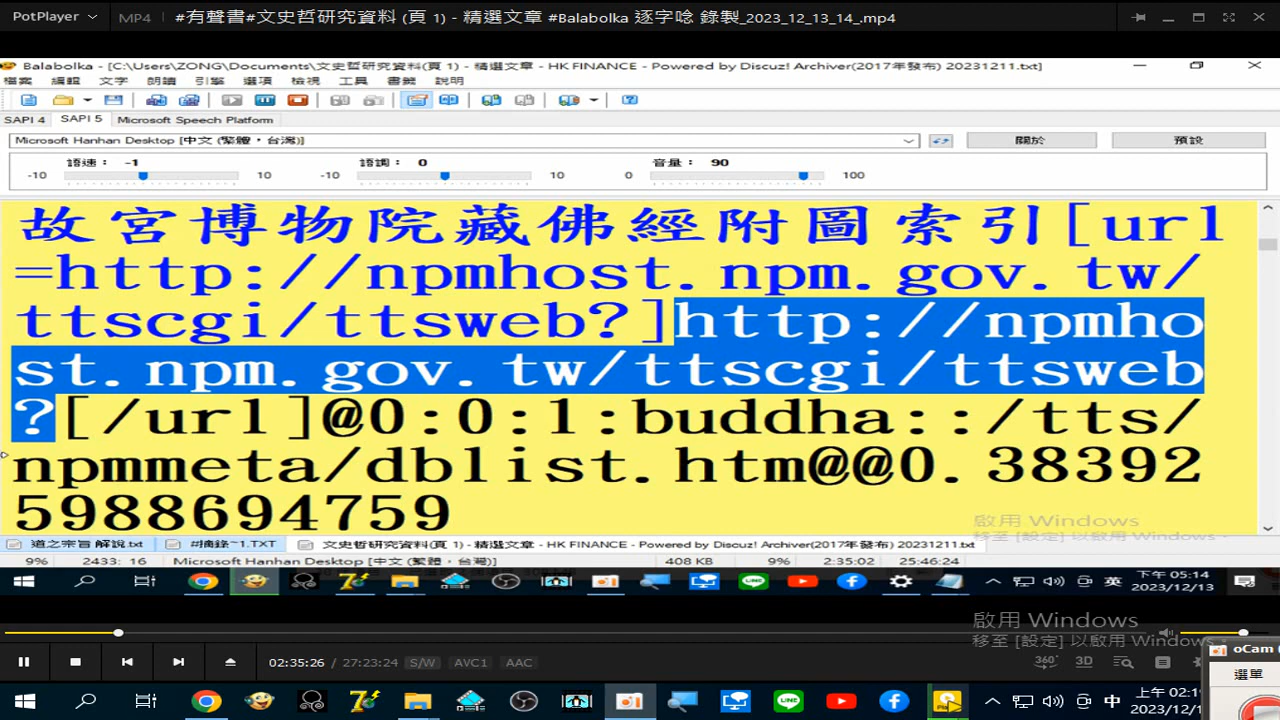 PotPlayer
MP4
#有聲書#文史哲研究資料 (頁 1) - 精選文章 #Balabolka 逐字唸 錄製_2023_12_13_14_.mp4
Balabolka - [C:\Users\ZONG\Documents\文史哲研究資料(頁 1) - 精選文章 - HK FINANCE - Powered by Discuz! Archiver(2017年發布) 20231211.txt]
檔案 編輯 文字 朗讀 引擎 選項 檢視 工具 書籤 說明
SAPI 4 SAPI 5 Microsoft Speech Platform
Microsoft Hanhan Desktop [中文 (繁體，台灣)]
關於 預設
語速： -1 語調： 0 音量： 90
-10 10 -10 10 0 100
故宮博物院藏佛經附圖索引[url
=http://npmhost.npm.gov.tw/
ttscgi/ttsweb?]http://npmho
st.npm.gov.tw/ttscgi/ttsweb
?[/url]@0:0:1:buddha::/tts/
npmmeta/dblist.htm@@0.38392
5988694759
啟用 Windows
移至 [設定] 以啟用 Windows。
道之宗旨 解說.txt #摘錄~1.TXT 文史哲研究資料(頁 1) - 精選文章 - HK FINANCE - Powered by Discuz! Archiver(2017年發布) 20231211.txt
9% 2433: 16 Microsoft Hanhan Desktop [中文 (繁體，台灣)] 408 KB 9% 2:35:02 25:46:24
英 下午 05:14
2023/12/13
啟用 Windows
移至 [設定] 以啟用 Windows。
02:35:26 / 27:23:24 S/W AVC1 AAC
360° 3D
oCam
選單
中 上午 02:1
2023/12/1